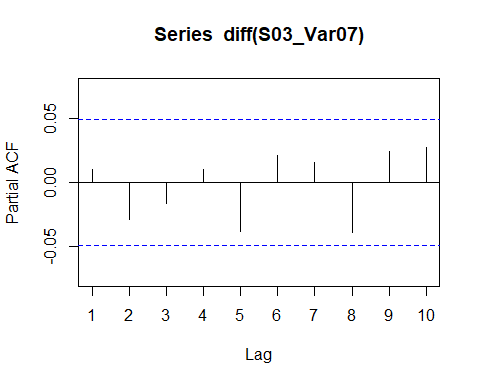 Series diff(S03_Var07)
Partial ACF
0.05
0.00
-0.05
1 2 3 4 5 6 7 8 9 10
Lag